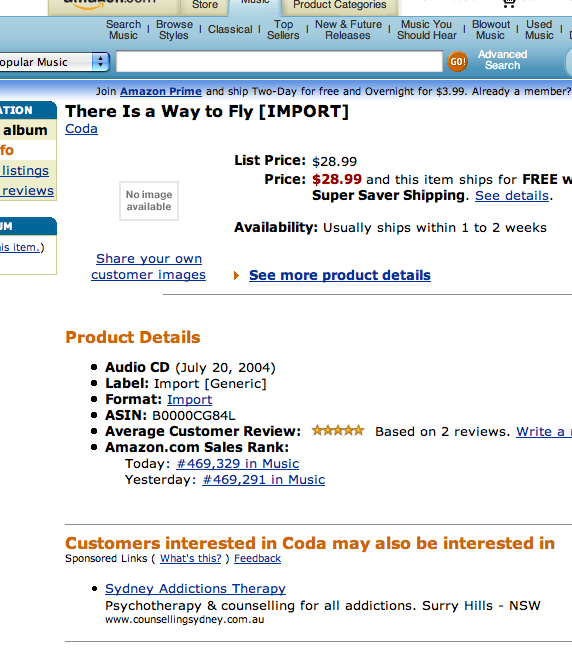 amazon.com
Store
Music
Product Categories
Search Music
Browse Styles
Classical
Top Sellers
New & Future Releases
Music You Should Hear
Blowout Music
Used Music
opular Music
GO!
Advanced Search
Join Amazon Prime and ship Two-Day for free and Overnight for $3.99. Already a member?
ATION
album
fo
listings
reviews
UM
is item.)
There Is a Way to Fly [IMPORT]
Coda
No image available
Share your own customer images
List Price: $28.99
Price: $28.99 and this item ships for FREE w
Super Saver Shipping. See details.
Availability: Usually ships within 1 to 2 weeks
See more product details
Product Details
Audio CD (July 20, 2004)
Label: Import [Generic]
Format: Import
ASIN: B0000CG84L
Average Customer Review: Based on 2 reviews. Write a
Amazon.com Sales Rank:
Today: #469,329 in Music
Yesterday: #469,291 in Music
Customers interested in Coda may also be interested in
Sponsored Links ( What's this? ) Feedback
Sydney Addictions Therapy
Psychotherapy & counselling for all addictions. Surry Hills - NSW
www.counsellingsydney.com.au